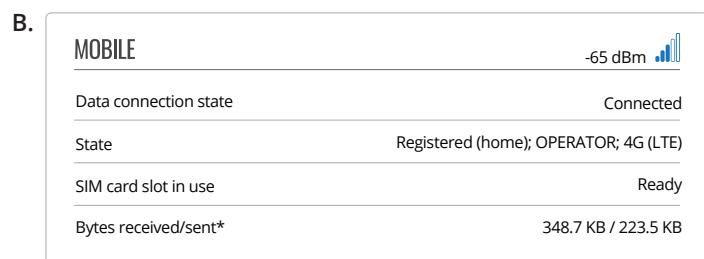 B.
MOBILE -65 dBm
Data connection state Connected
State Registered (home); OPERATOR; 4G (LTE)
SIM card slot in use Ready
Bytes received/sent* 348.7 KB / 223.5 KB